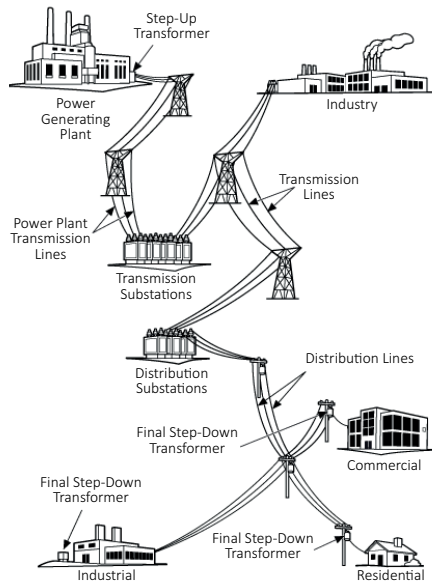 Step-Up
Transformer
Power
Generating
Plant
Industry
Transmission
Lines
Power Plant
Transmission
Lines
Transmission
Substations
Distribution Lines
Distribution
Substations
Final Step-Down
Transformer
Commercial
Final Step-Down
Transformer
Final Step-Down
Transformer
Industrial
Residential